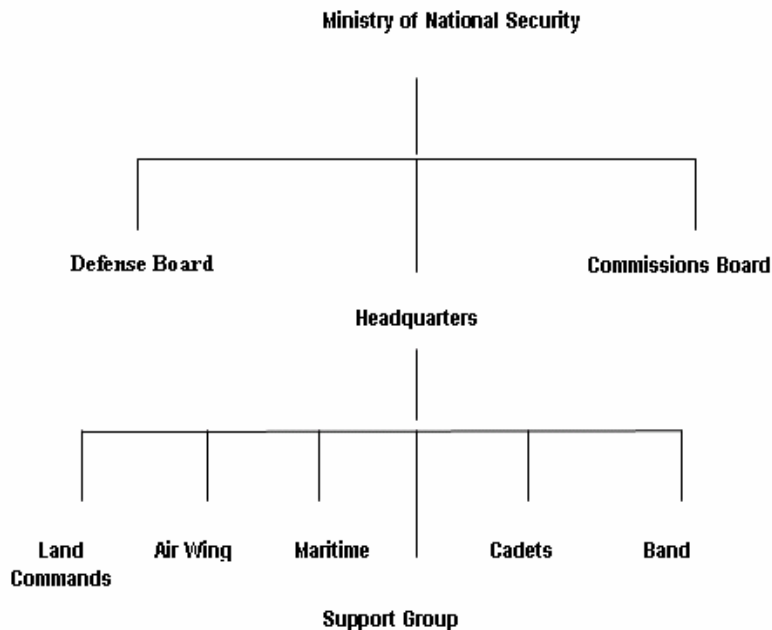 Ministry of National Security
Defense Board
Commissions Board
Headquarters
Land
Commands
Air Wing
Maritime
Cadets
Band
Support Group